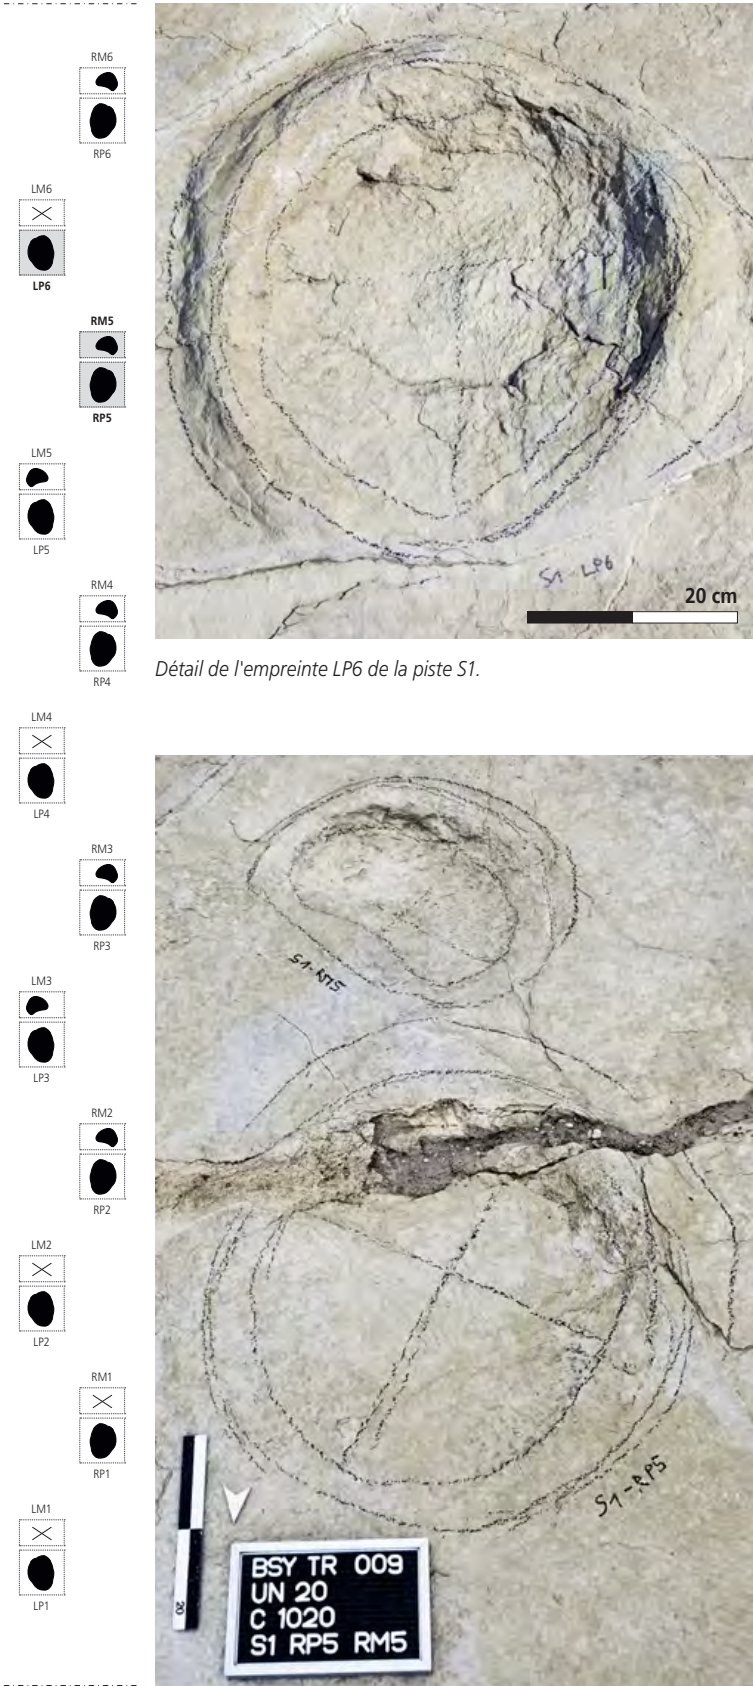 RM6
RP6
LM6
LP6
RM5
RP5
LM5
LP5
RM4
RP4
LM4
LP4
RM3
RP3
LM3
LP3
RM2
RP2
LM2
LP2
RM1
RP1
LM1
LP1
S1-LP6
20 cm
Détail de l'empreinte LP6 de la piste S1.
S1-RM5
S1-RP5
20
BSY TR 009
UN 20
C 1020
S1 RP5 RM5